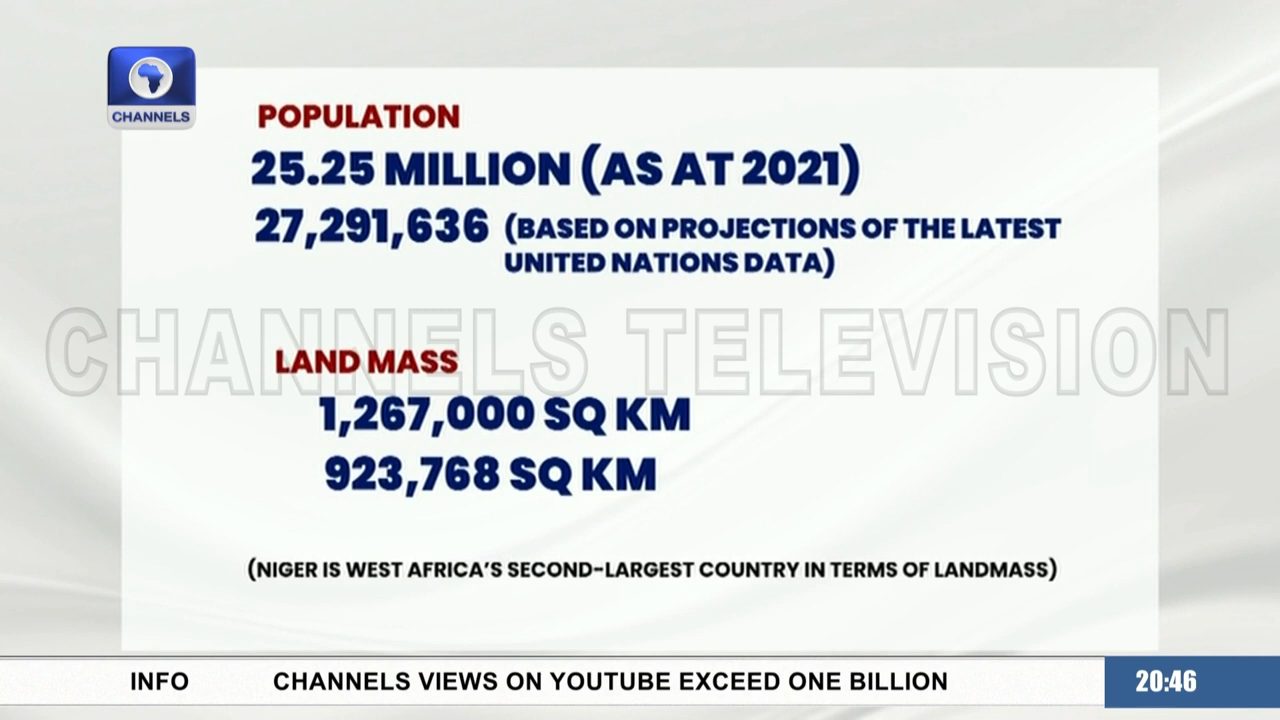 CHANNELS
POPULATION
25.25 MILLION (AS AT 2021)
27,291,636 (BASED ON PROJECTIONS OF THE LATEST
UNITED NATIONS DATA)
CHANNELS TELEVISION
LAND MASS
1,267,000 SQ KM
923,768 SQ KM
(NIGER IS WEST AFRICA'S SECOND-LARGEST COUNTRY IN TERMS OF LANDMASS)
INFO CHANNELS VIEWS ON YOUTUBE EXCEED ONE BILLION 20:46